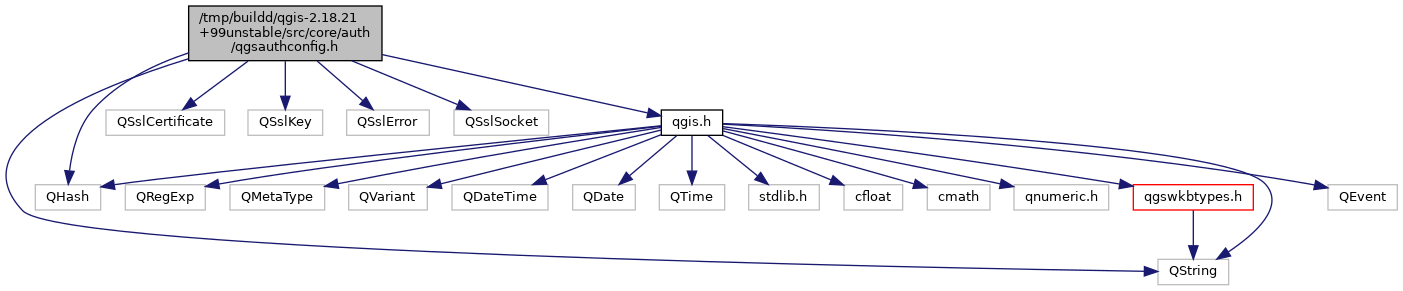 /tmp/buildd/qgis-2.18.21
+99unstable/src/core/auth
/qgsauthconfig.h
QSslCertificate
QSslKey
QSslError
QSslSocket
qgis.h
QHash
QRegExp
QMetaType
QVariant
QDateTime
QDate
QTime
stdlib.h
cfloat
cmath
qnumeric.h
qgswkbtypes.h
QEvent
QString